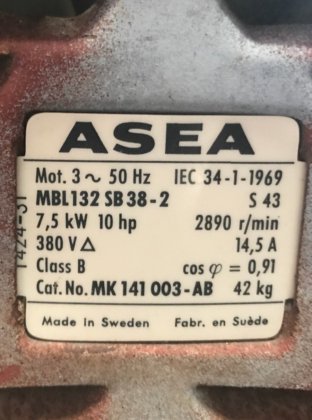 ASEA
Mot. 3 ~ 50 Hz IEC 34-1-1969
MBL132 SB 38-2 S 43
7,5 kW 10 hp 2890 r/min
380 V △ 14,5 A
Class B cos φ = 0,91
Cat. No. MK 141 003-AB 42 kg
Made in Sweden Fabr. en Suède